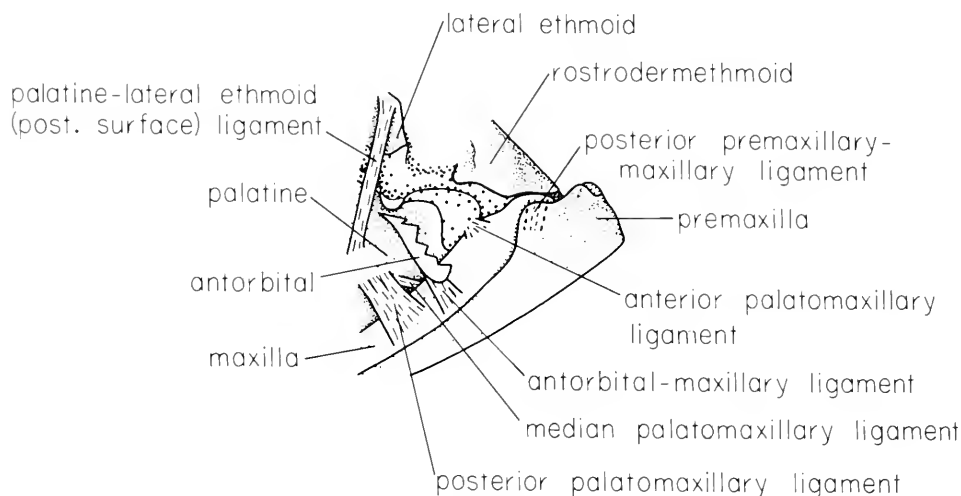 lateral ethmoid
rostrodermethmoid
palatine-lateral ethmoid
(post. surface) ligament
posterior premaxillary-
maxillary ligament
palatine
premaxilla
antorbital
anterior palatomaxillary
ligament
maxilla
antorbital-maxillary ligament
median palatomaxillary ligament
posterior palatomaxillary ligament